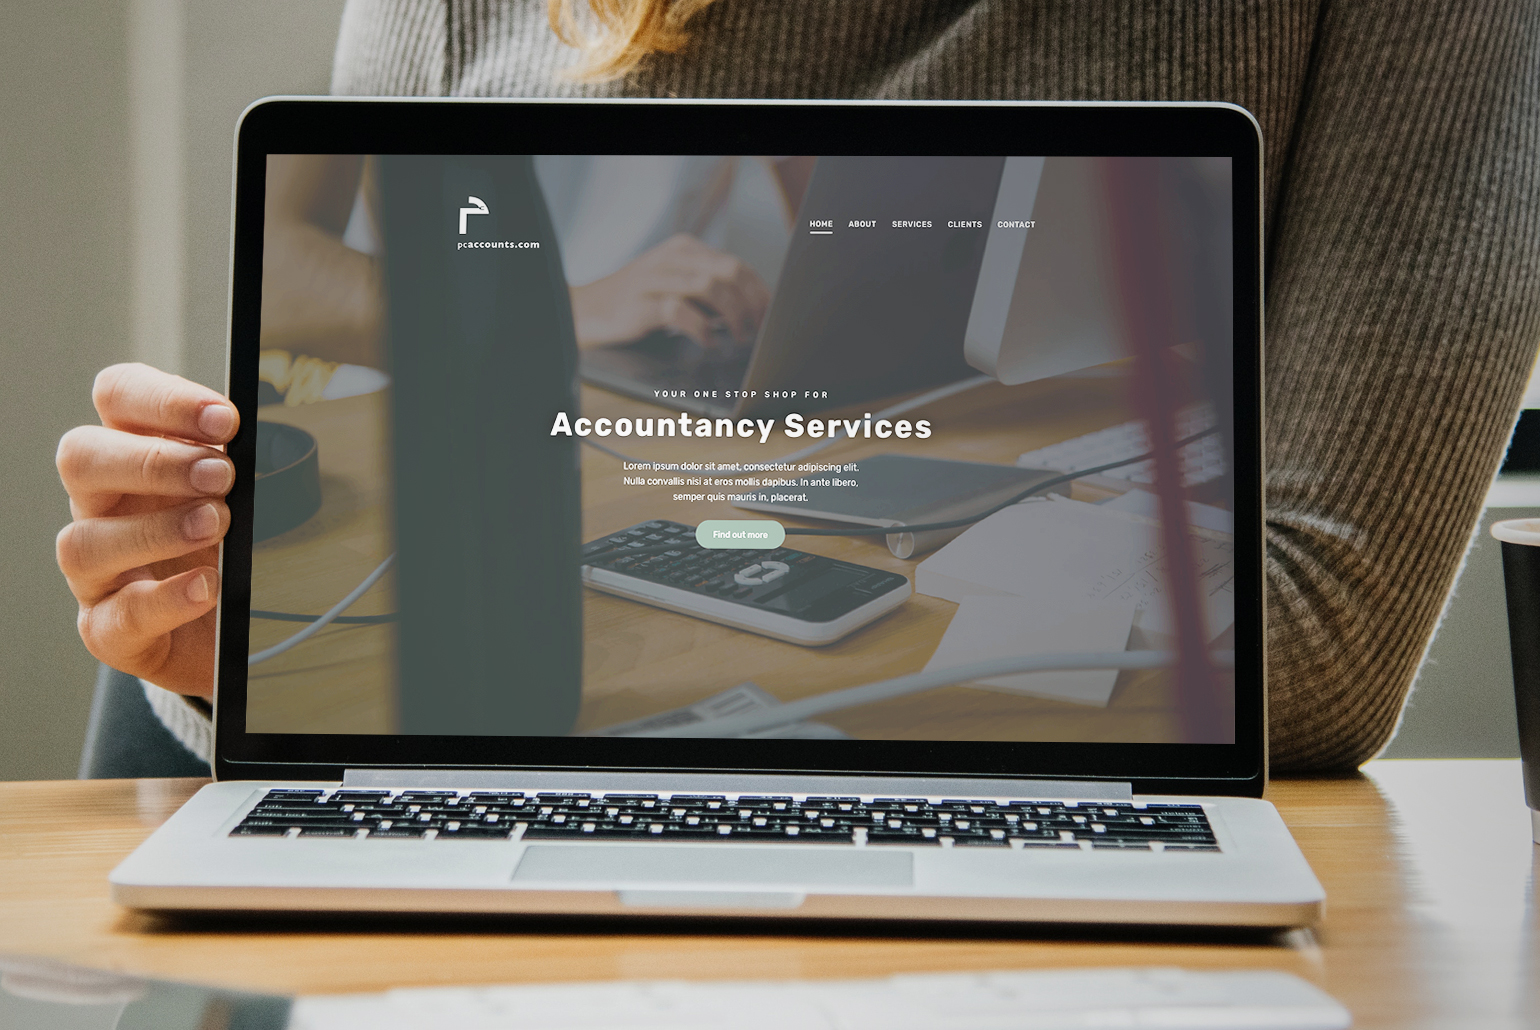 pcaccounts.com
HOME ABOUT SERVICES CLIENTS CONTACT
YOUR ONE STOP SHOP FOR
Accountancy Services
Lorem ipsum dolor sit amet, consectetur adipiscing elit.
Nulla convallis nisi at eros mollis dapibus. In ante libero,
semper quis mauris in, placerat.
Find out more